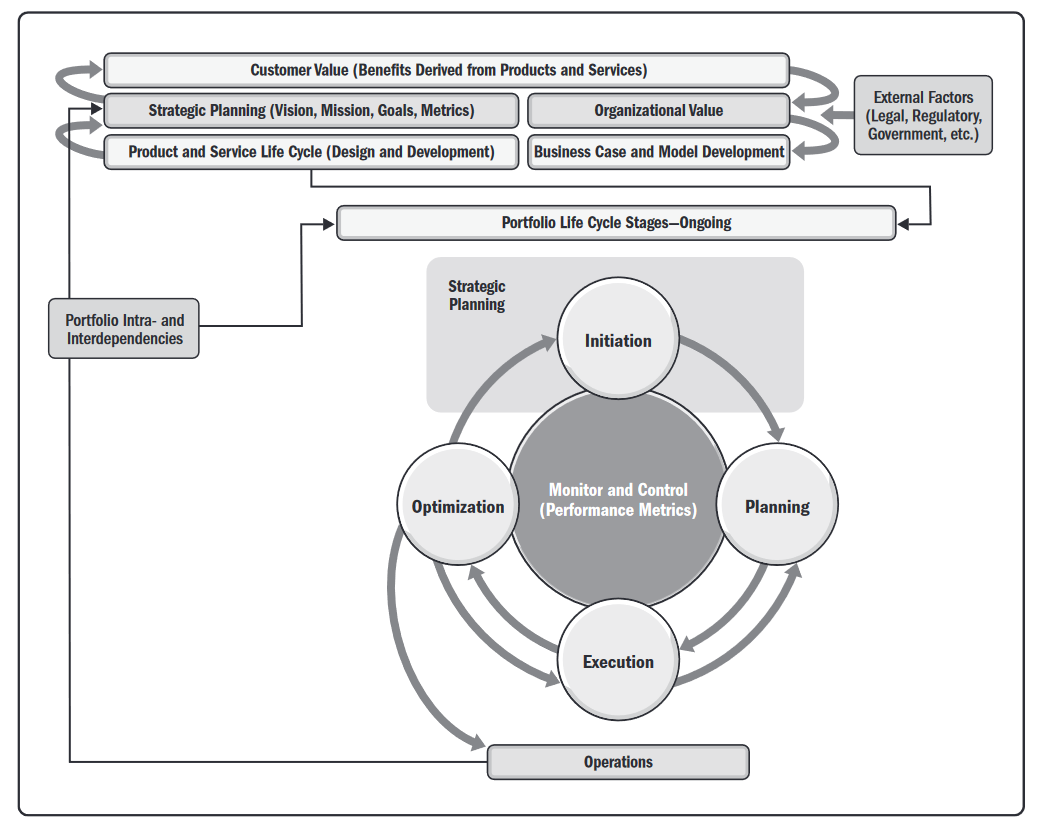 Customer Value (Benefits Derived from Products and Services)
Strategic Planning (Vision, Mission, Goals, Metrics)
Organizational Value
External Factors
(Legal, Regulatory,
Government, etc.)
Product and Service Life Cycle (Design and Development)
Business Case and Model Development
Portfolio Life Cycle Stages—Ongoing
Strategic
Planning
Portfolio Intra- and
Interdependencies
Initiation
Monitor and Control
(Performance Metrics)
Optimization
Planning
Execution
Operations